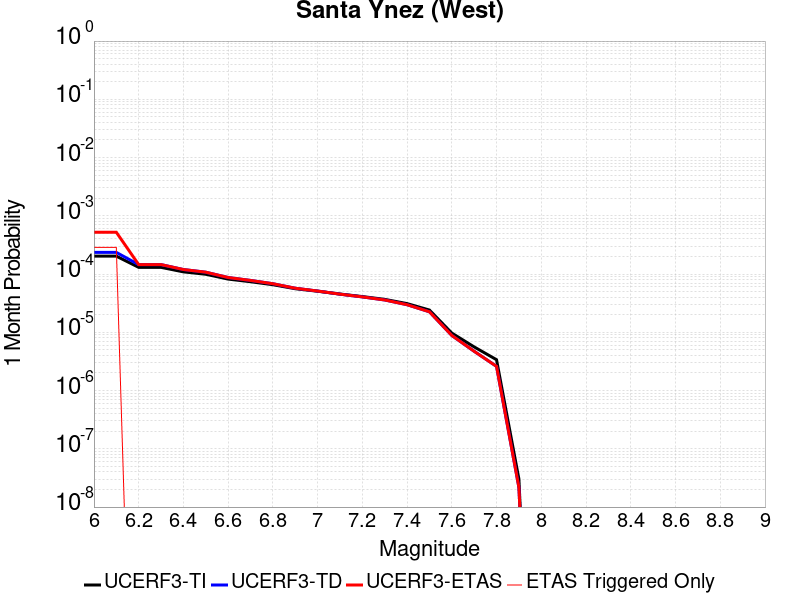 Santa Ynez (West)
10^0
10^-1
10^-2
10^-3
10^-4
10^-5
10^-6
10^-7
10^-8
1 Month Probability
6 6.2 6.4 6.6 6.8 7 7.2 7.4 7.6 7.8 8 8.2 8.4 8.6 8.8 9
Magnitude
UCERF3-TI UCERF3-TD UCERF3-ETAS ETAS Triggered Only